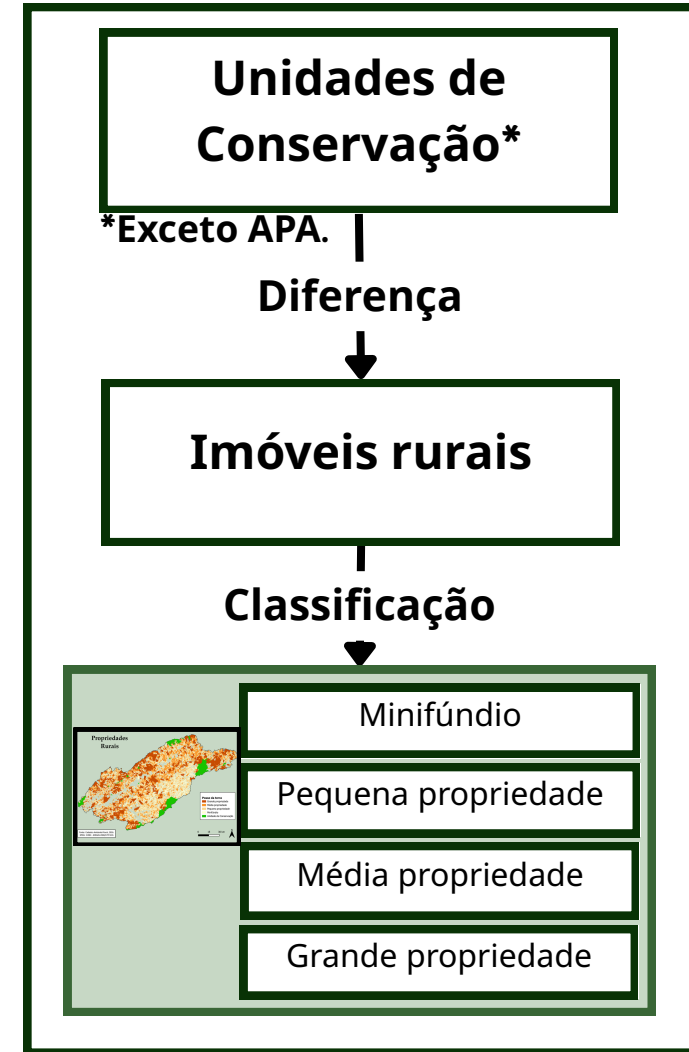 Unidades de
Conservação*
*Exceto APA.
Diferença
Imóveis rurais
Classificação
Propriedades
Rurais
Minifúndio
Pequena propriedade
Média propriedade
Grande propriedade